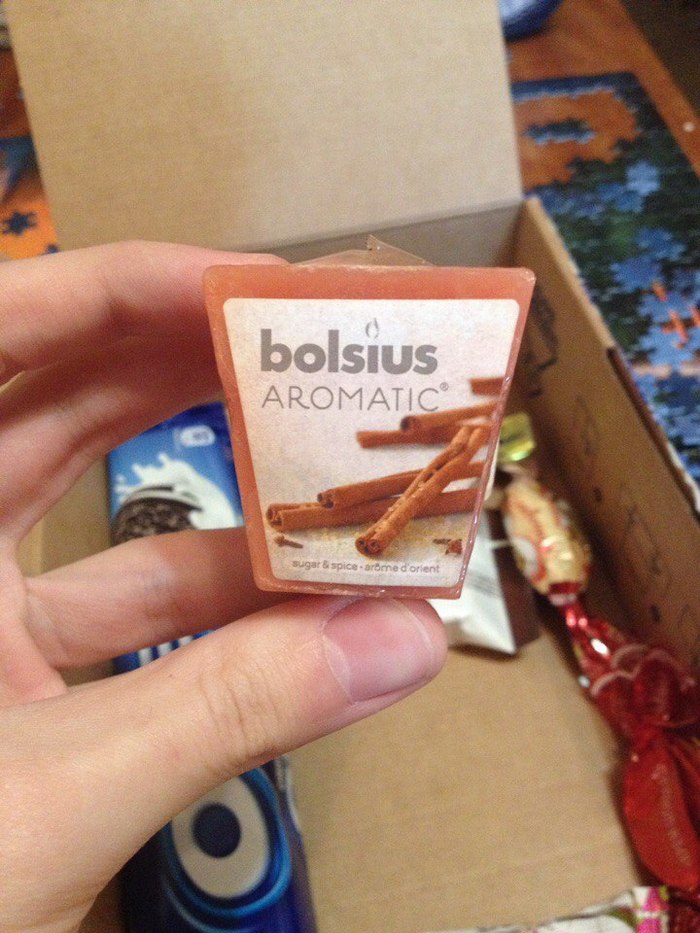 bolsius
AROMATIC®
sugar & spice - arôme d'orient